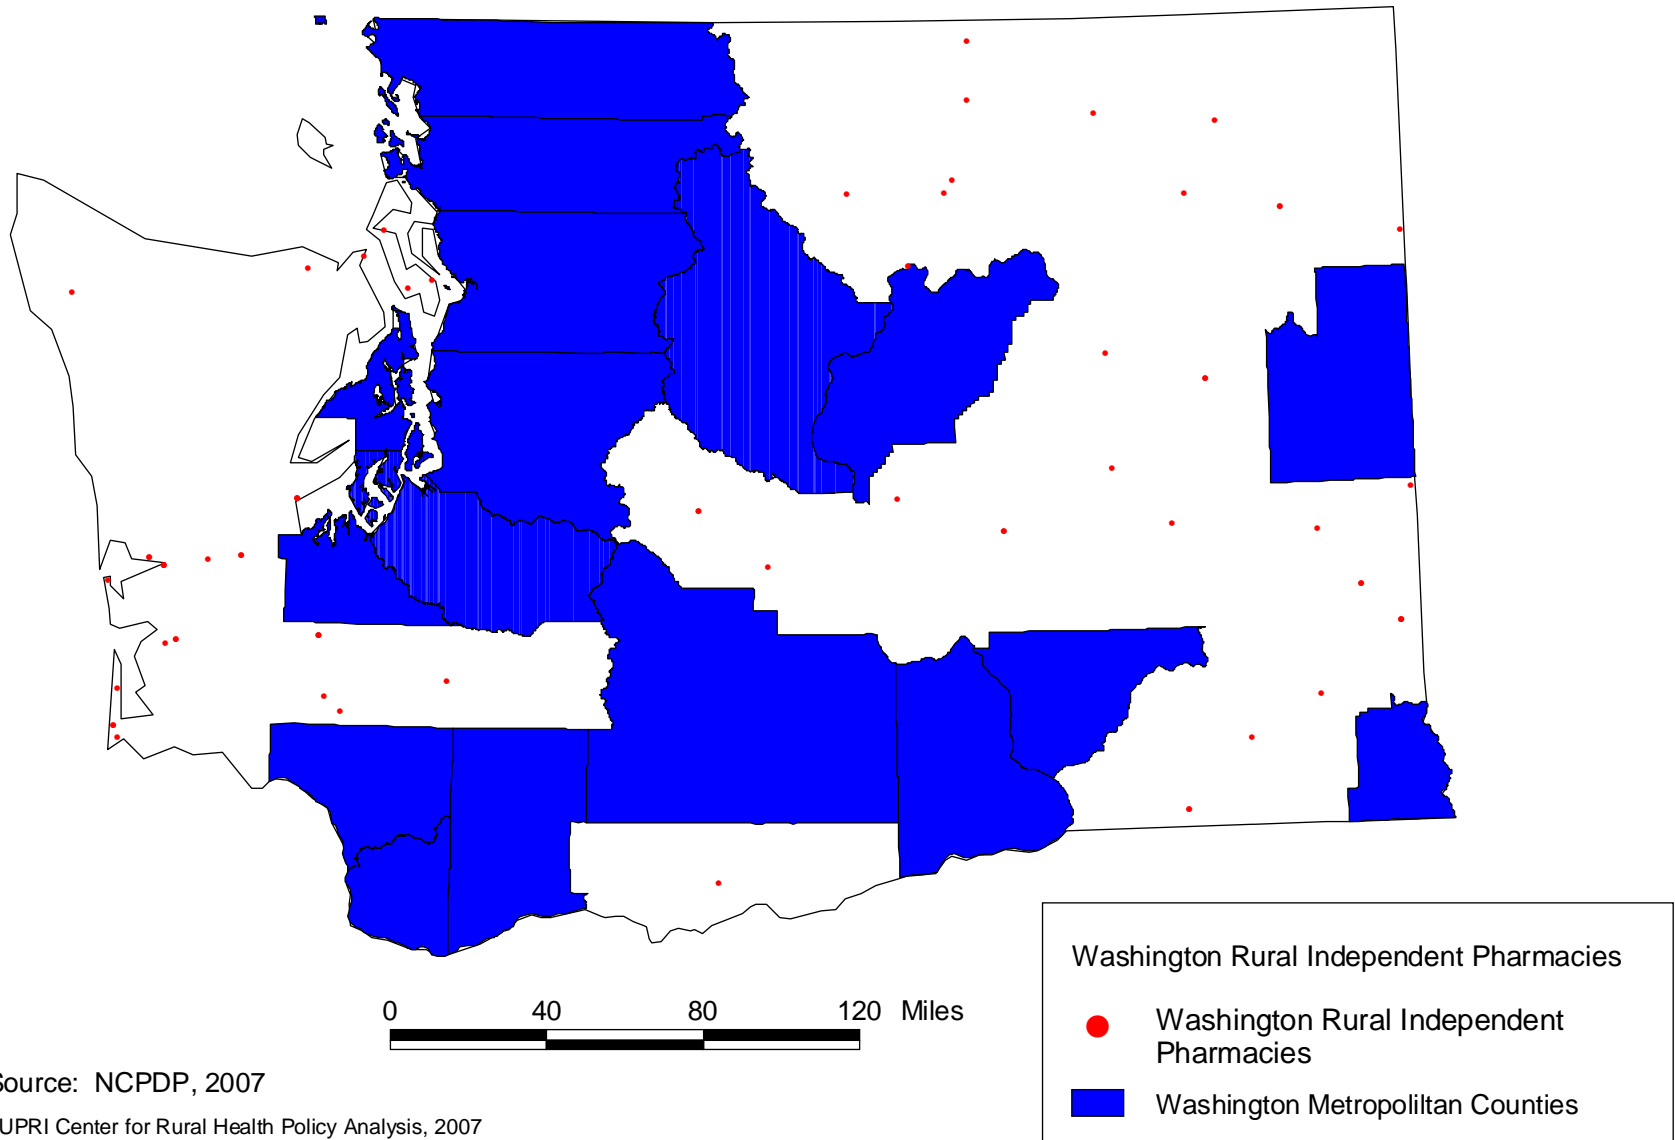 Washington Rural Independent Pharmacies
Washington Rural Independent
Pharmacies
Washington Metropoliltan Counties
0 40 80 120 Miles
Source: NCPDP, 2007
UPRI Center for Rural Health Policy Analysis, 2007